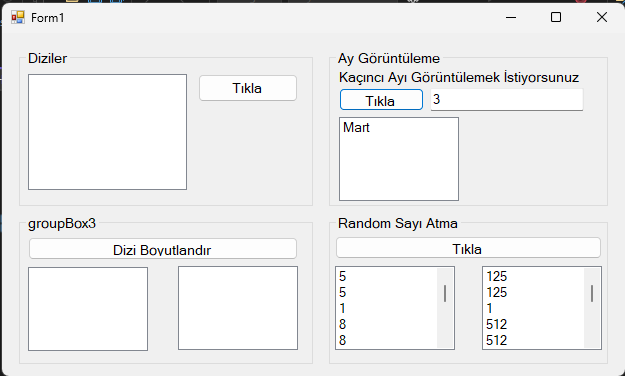 Form1
Diziler
Tıkla
Ay Görüntüleme
Kaçıncı Ayı Görüntülemek İstiyorsunuz
Tıkla
3
Mart
groupBox3
Dizi Boyutlandır
Random Sayı Atma
Tıkla
5
5
1
8
8
125
125
1
512
512